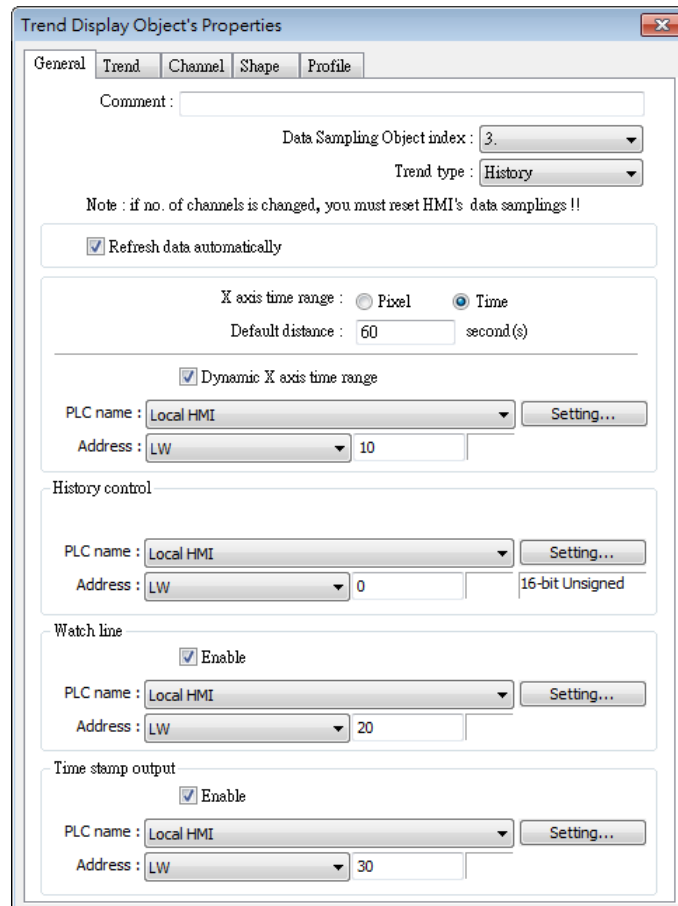 Trend Display Object's Properties
General Trend Channel Shape Profile
Comment :
Data Sampling Object index : 3.
Trend type : History
Note : if no. of channels is changed, you must reset HMI's data samplings !!
Refresh data automatically
X axis time range : Pixel Time
Default distance : 60 second(s)
Dynamic X axis time range
PLC name : Local HMI Setting...
Address : LW 10
History control
PLC name : Local HMI Setting...
Address : LW 0 16-bit Unsigned
Watch line
Enable
PLC name : Local HMI Setting...
Address : LW 20
Time stamp output
Enable
PLC name : Local HMI Setting...
Address : LW 30